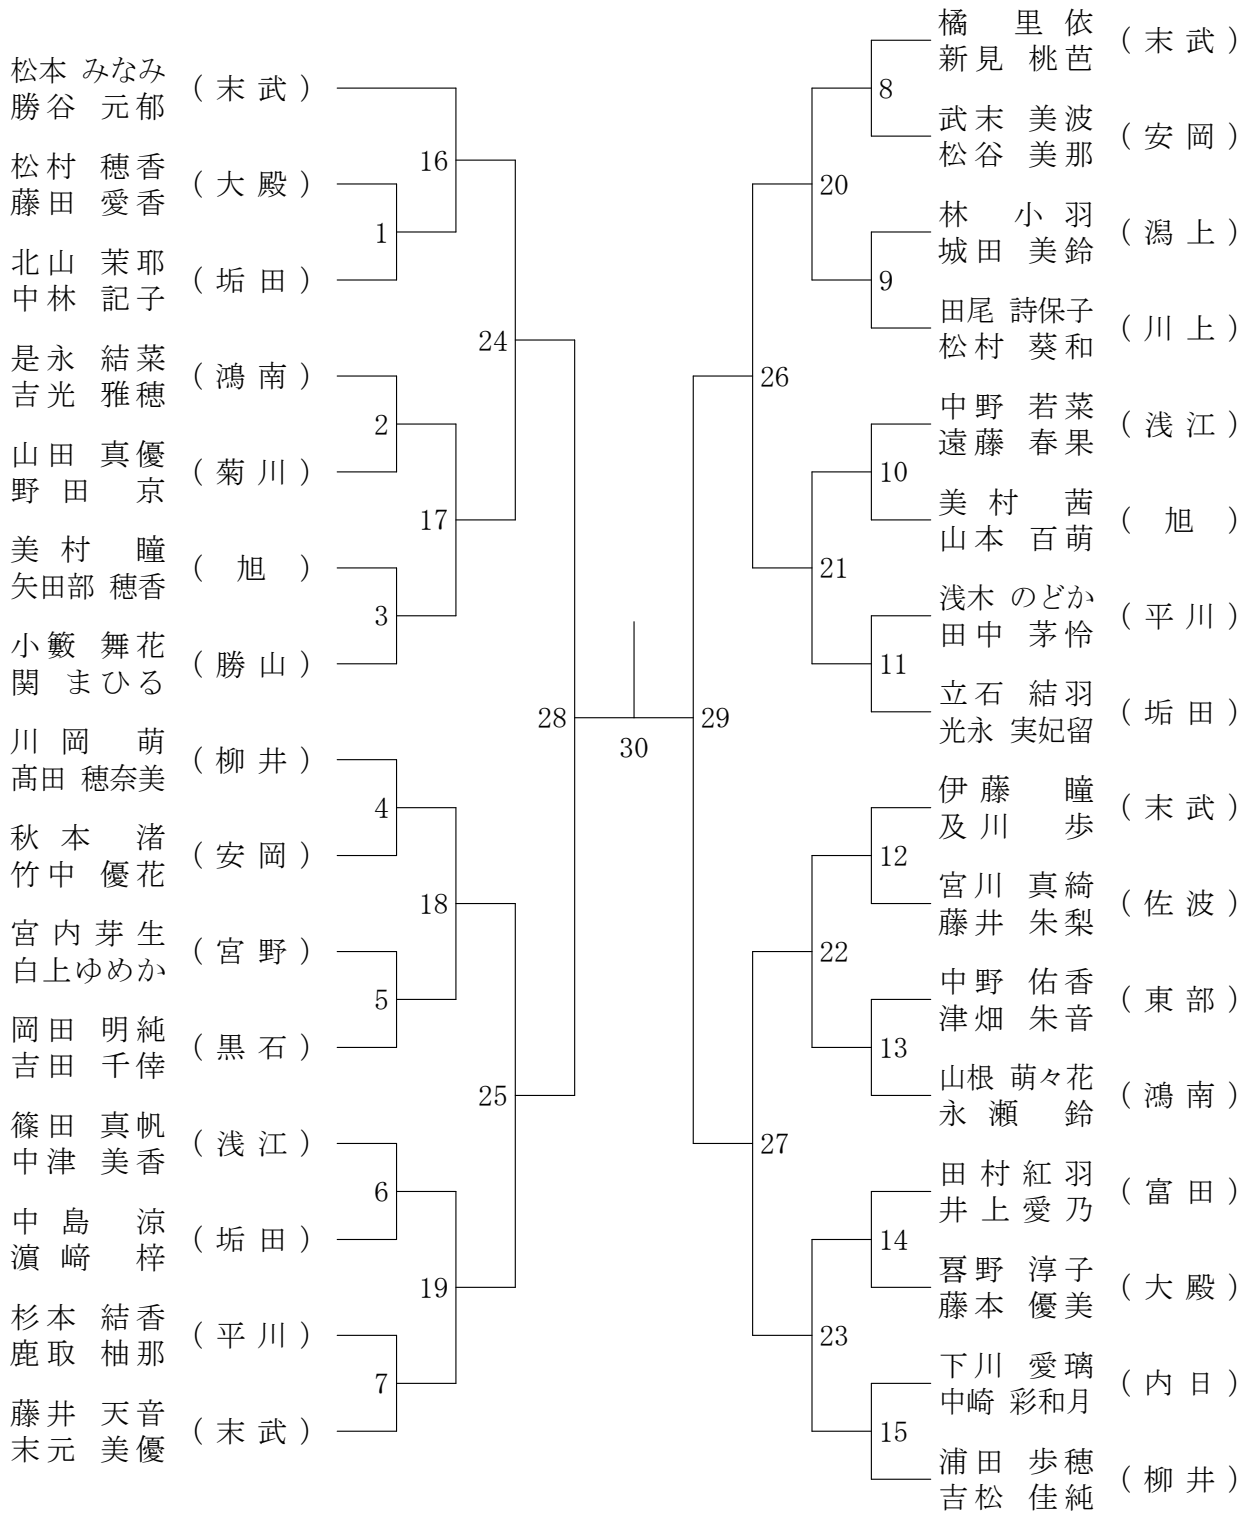 松本 みなみ
勝谷 元郁
(末武)
松村 穂香
藤田 愛香
(大殿)
北山 茉耶
中林 記子
(垢田)
是永 結菜
吉光 雅穂
(鴻南)
山田 真優
野田 京
(菊川)
美村 瞳
矢田部 穂香
(旭)
小籔 舞花
関 まひる
(勝山)
川岡 萌
髙田 穂奈美
(柳井)
秋本 渚
竹中 優花
(安岡)
宮内芽生
白上ゆめか
(宮野)
岡田 明純
吉田 千倖
(黒石)
篠田 真帆
中津 美香
(浅江)
中島 涼
濵﨑 梓
(垢田)
杉本 結香
鹿取 柚那
(平川)
藤井 天音
末元 美優
(末武)
1
2
3
4
5
6
7
16
17
18
19
24
25
28
30
29
26
27
20
21
22
23
8
9
10
11
12
13
14
15
橘 里依
新見 桃芭
(末武)
武末 美波
松谷 美那
(安岡)
林 小羽
城田 美鈴
(潟上)
田尾 詩保子
松村 葵和
(川上)
中野 若菜
遠藤 春果
(浅江)
美村 茜
山本 百萌
(旭)
浅木 のどか
田中 茅怜
(平川)
立石 結羽
光永 実妃留
(垢田)
伊藤 瞳
及川 歩
(末武)
宮川 真綺
藤井 朱梨
(佐波)
中野 佑香
津畑 朱音
(東部)
山根 萌々花
永瀬 鈴
(鴻南)
田村紅羽
井上愛乃
(富田)
野 淳子
藤本 優美
(大殿)
下川 愛璃
中崎 彩和月
(内日)
浦田 歩穂
吉松 佳純
(柳井)